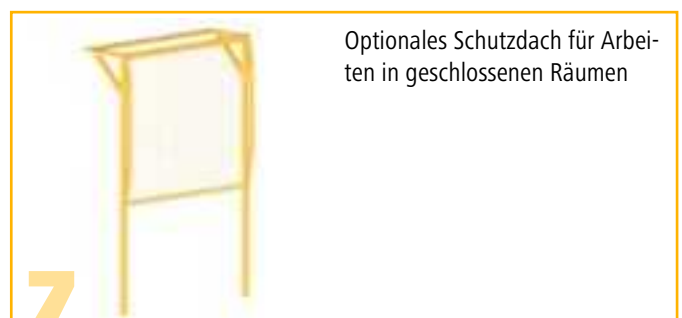 Optionales Schutzdach für Arbei-
ten in geschlossenen Räumen
7